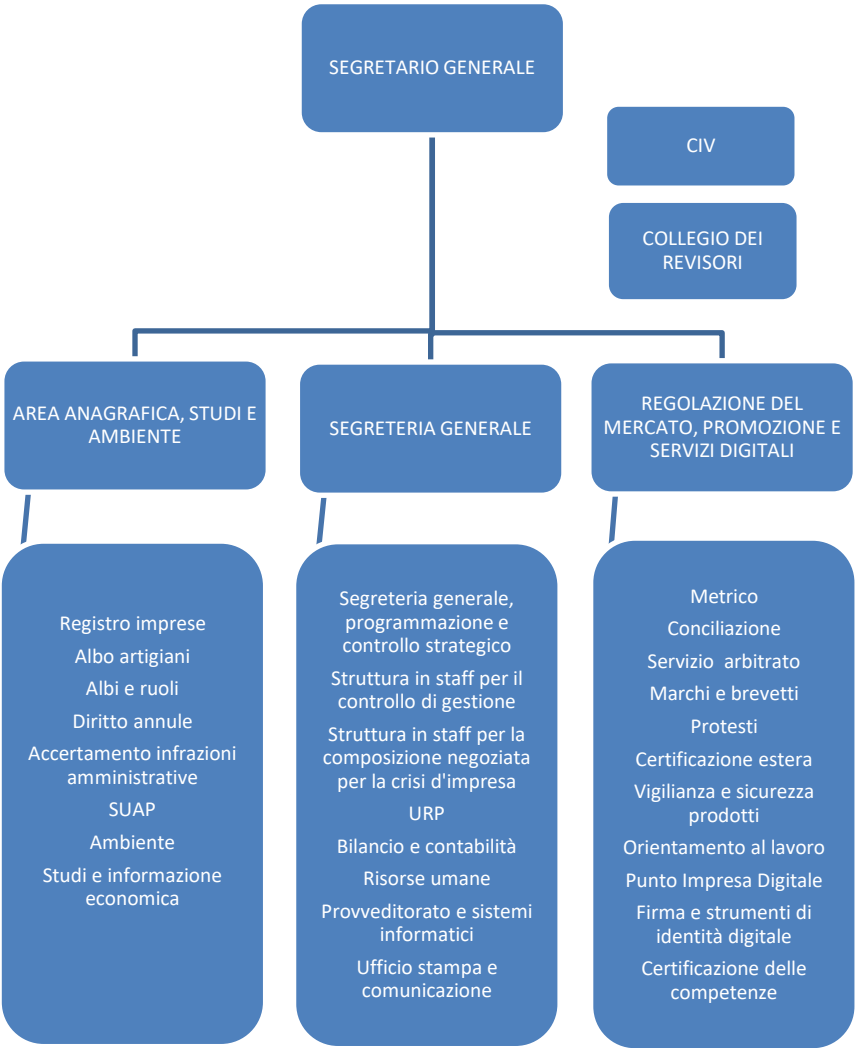 SEGRETARIO GENERALE
CIV
COLLEGIO DEI
REVISORI
AREA ANAGRAFICA, STUDI E
AMBIENTE
SEGRETERIA GENERALE
REGOLAZIONE DEL
MERCATO, PROMOZIONE E
SERVIZI DIGITALI
Registro imprese
Albo artigiani
Albi e ruoli
Diritto annule
Accertamento infrazioni
amministrative
SUAP
Ambiente
Studi e informazione
economica
Segreteria generale,
programmazione e
controllo strategico
Struttura in staff per il
controllo di gestione
Struttura in staff per la
composizione negoziata
per la crisi d'impresa
URP
Bilancio e contabilità
Risorse umane
Provveditorato e sistemi
informatici
Ufficio stampa e
comunicazione
Metrico
Conciliazione
Servizio arbitrato
Marchi e brevetti
Protesti
Certificazione estera
Vigilianza e sicurezza
prodotti
Orientamento al lavoro
Punto Impresa Digitale
Firma e strumenti di
identità digitale
Certificazione delle
competenze